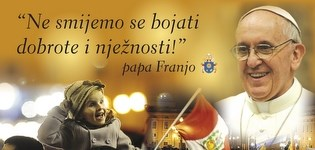 “Ne smijemo se bojati
dobrote i nježnosti!”
papa Franjo